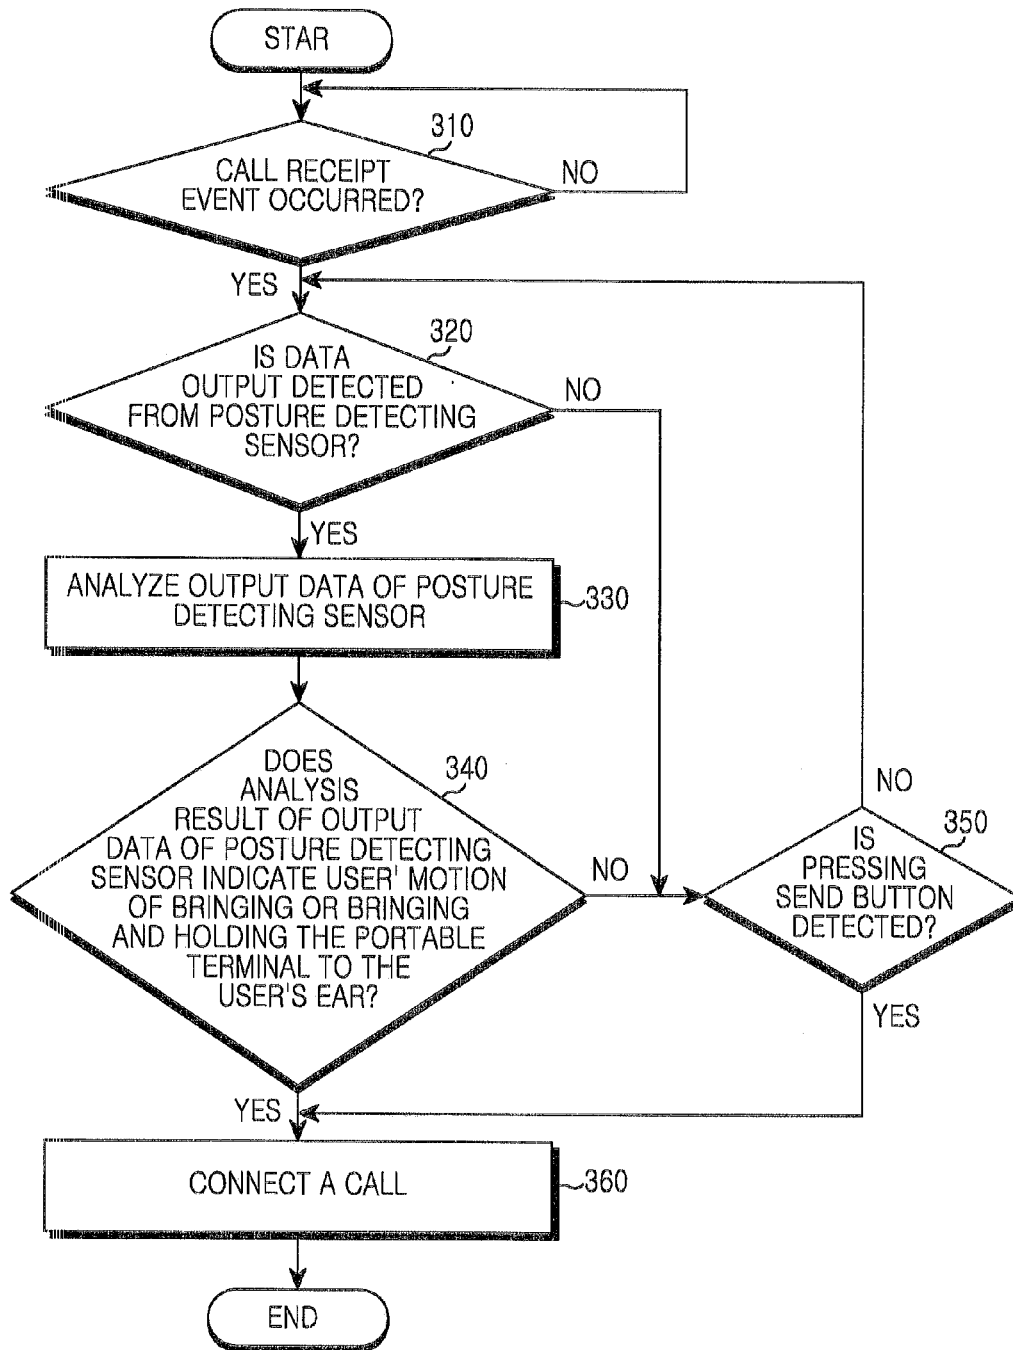 STAR
310
CALL RECEIPT
EVENT OCCURRED?
NO
YES
320
IS DATA
OUTPUT DETECTED
FROM POSTURE DETECTING
SENSOR?
NO
YES
ANALYZE OUTPUT DATA OF POSTURE
DETECTING SENSOR
330
DOES
ANALYSIS
RESULT OF OUTPUT
DATA OF POSTURE DETECTING
SENSOR INDICATE USER' MOTION
OF BRINGING OR BRINGING
AND HOLDING THE PORTABLE
TERMINAL TO THE
USER'S EAR?
340
NO
NO
350
IS
PRESSING
SEND BUTTON
DETECTED?
YES
YES
CONNECT A CALL
360
END